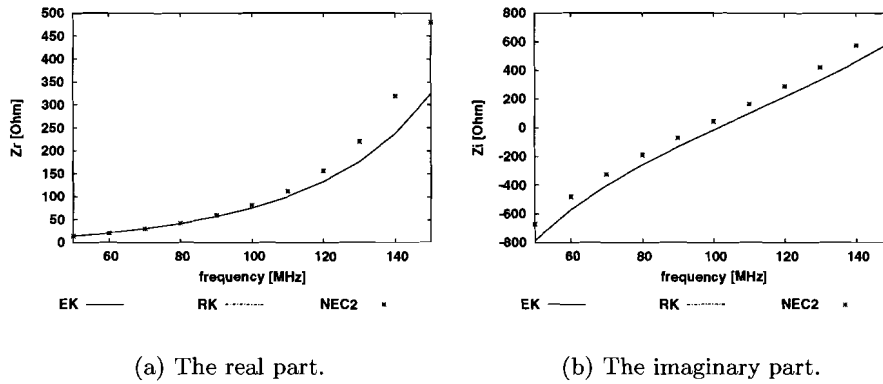 500
450
400
350
300
250
200
150
100
50
0
Zr [Ohm]
60 80 100 120 140
frequency [MHz]
EK RK NEC2
(a) The real part.
800
600
400
200
0
-200
-400
-600
-800
Zi [Ohm]
60 80 100 120 140
frequency [MHz]
EK RK NEC2
(b) The imaginary part.